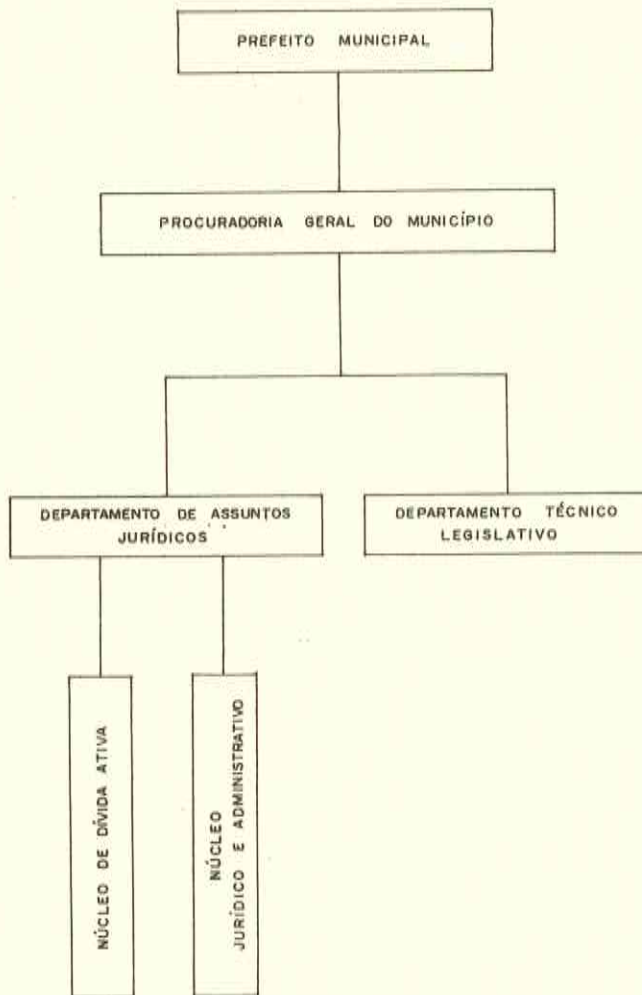 PREFEITO MUNICIPAL
PROCURADORIA GERAL DO MUNICÍPIO
DEPARTAMENTO DE ASSUNTOS
JURÍDICOS
DEPARTAMENTO TÉCNICO
LEGISLATIVO
NÚCLEO DE DÍVIDA ATIVA
NÚCLEO
JURÍDICO E ADMINISTRATIVO